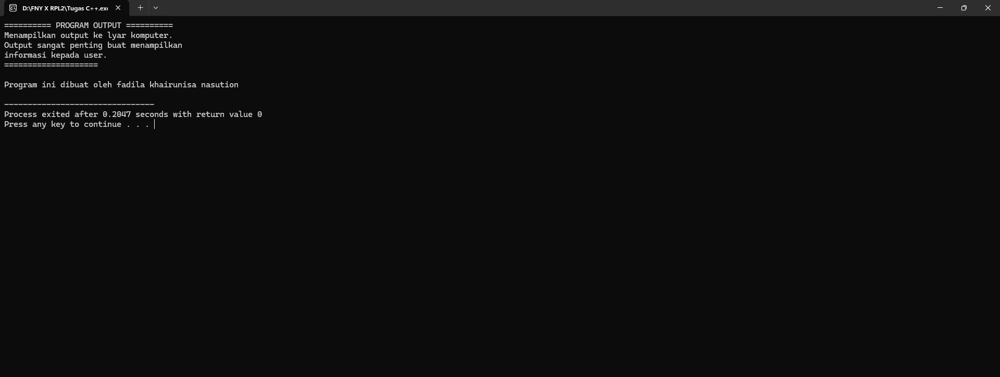 D:\FNY X RPL2\Tugas C++.exe
========== PROGRAM OUTPUT ==========
Menampilkan output ke lyar komputer.
Output sangat penting buat menampilkan
informasi kepada user.
====================
Program ini dibuat oleh fadila khairunisa nasution
--------------------------------
Process exited after 0.2047 seconds with return value 0
Press any key to continue . . .